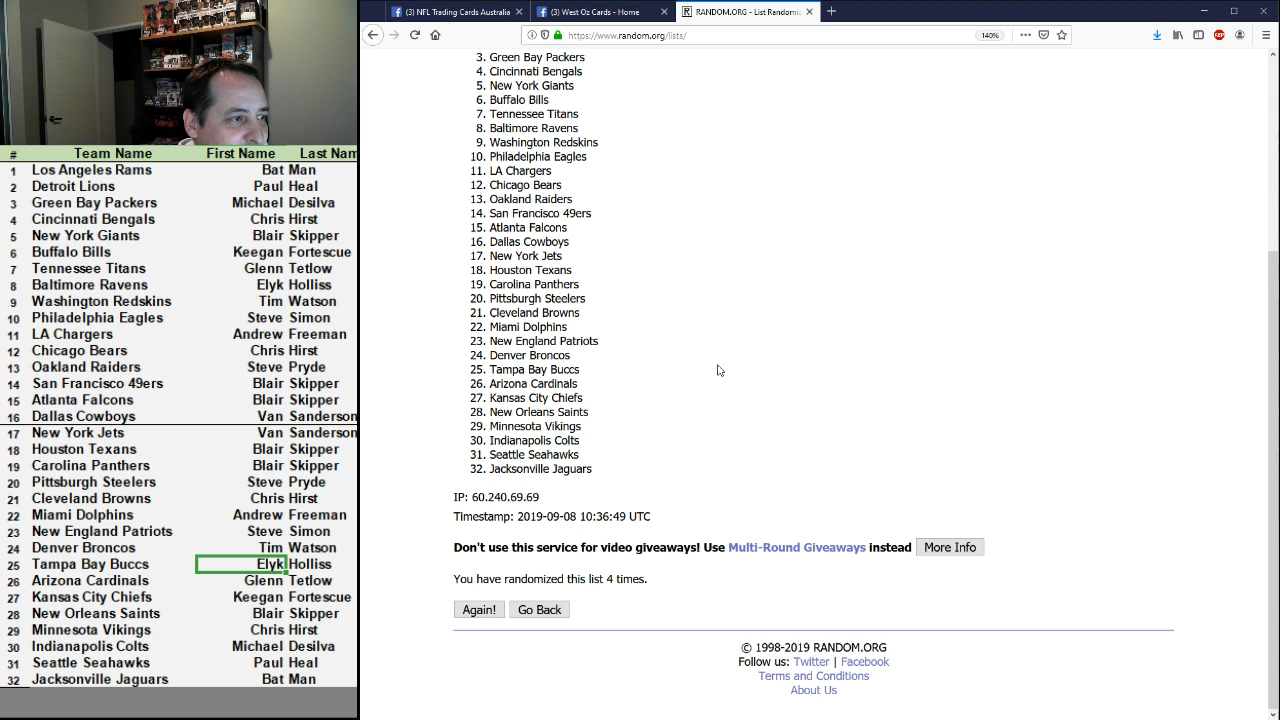 (3) NFL Trading Cards Australia
(3) West Oz Cards - Home
RANDOM.ORG - List Randomiz
https://www.random.org/lists/
140%
# Team Name First Name Last Nam
1 Los Angeles Rams Bat Man
2 Detroit Lions Paul Heal
3 Green Bay Packers Michael Desilva
4 Cincinnati Bengals Chris Hirst
5 New York Giants Blair Skipper
6 Buffalo Bills Keegan Fortescue
7 Tennessee Titans Glenn Tetlow
8 Baltimore Ravens Elyk Holliss
9 Washington Redskins Tim Watson
10 Philadelphia Eagles Steve Simon
11 LA Chargers Andrew Freeman
12 Chicago Bears Chris Hirst
13 Oakland Raiders Steve Pryde
14 San Francisco 49ers Blair Skipper
15 Atlanta Falcons Blair Skipper
16 Dallas Cowboys Van Sanderson
17 New York Jets Van Sanderson
18 Houston Texans Blair Skipper
19 Carolina Panthers Blair Skipper
20 Pittsburgh Steelers Steve Pryde
21 Cleveland Browns Chris Hirst
22 Miami Dolphins Andrew Freeman
23 New England Patriots Steve Simon
24 Denver Broncos Tim Watson
25 Tampa Bay Buccs Elyk Holliss
26 Arizona Cardinals Glenn Tetlow
27 Kansas City Chiefs Keegan Fortescue
28 New Orleans Saints Blair Skipper
29 Minnesota Vikings Chris Hirst
30 Indianapolis Colts Michael Desilva
31 Seattle Seahawks Paul Heal
32 Jacksonville Jaguars Bat Man
3. Green Bay Packers
4. Cincinnati Bengals
5. New York Giants
6. Buffalo Bills
7. Tennessee Titans
8. Baltimore Ravens
9. Washington Redskins
10. Philadelphia Eagles
11. LA Chargers
12. Chicago Bears
13. Oakland Raiders
14. San Francisco 49ers
15. Atlanta Falcons
16. Dallas Cowboys
17. New York Jets
18. Houston Texans
19. Carolina Panthers
20. Pittsburgh Steelers
21. Cleveland Browns
22. Miami Dolphins
23. New England Patriots
24. Denver Broncos
25. Tampa Bay Buccs
26. Arizona Cardinals
27. Kansas City Chiefs
28. New Orleans Saints
29. Minnesota Vikings
30. Indianapolis Colts
31. Seattle Seahawks
32. Jacksonville Jaguars
IP: 60.240.69.69
Timestamp: 2019-09-08 10:36:49 UTC
Don't use this service for video giveaways! Use Multi-Round Giveaways instead More Info
You have randomized this list 4 times.
Again! Go Back
© 1998-2019 RANDOM.ORG
Follow us: Twitter | Facebook
Terms and Conditions
About Us